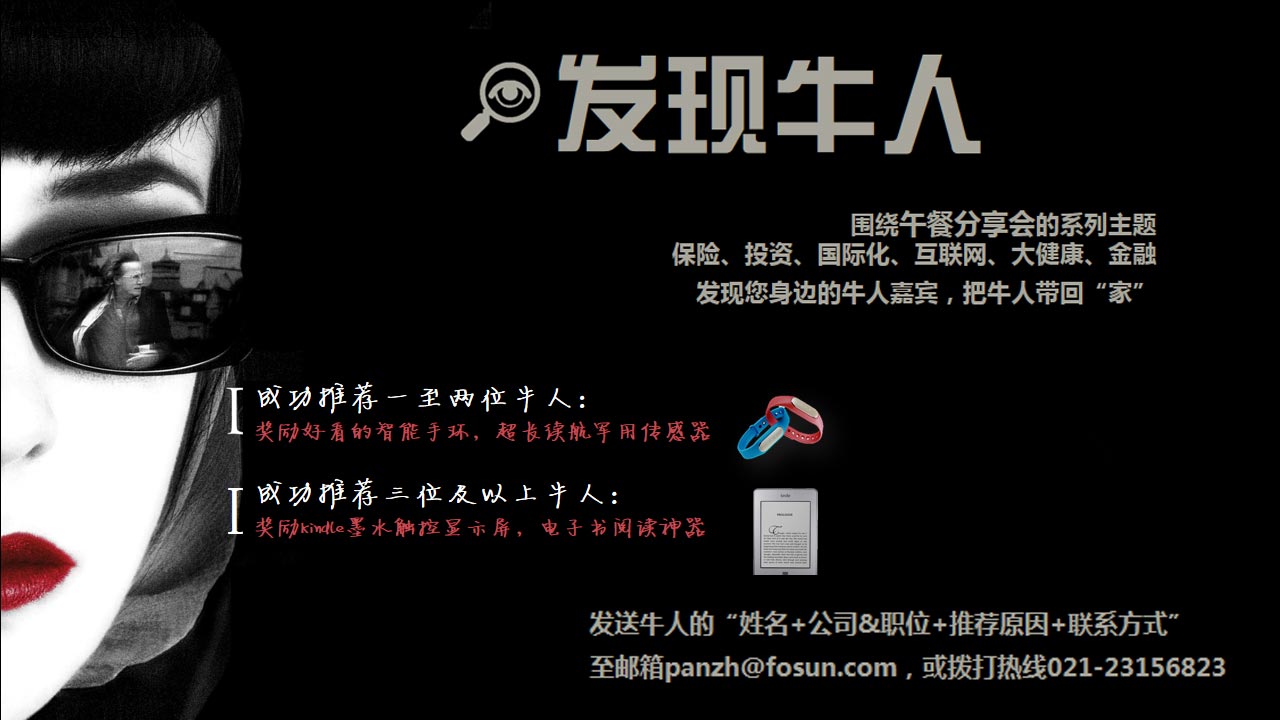 发现牛人
围绕午餐分享会的系列主题
保险、投资、国际化、互联网、大健康、金融
发现您身边的牛人嘉宾，把牛人带回“家”
成功推荐一至两位牛人：
奖励好看的智能手环，超长续航军用传感器
成功推荐三位及以上牛人：
奖励kindle墨水触控显示屏，电子书阅读神器
发送牛人的“姓名+公司&职位+推荐原因+联系方式”
至邮箱panzh@fosun.com，或拨打热线021-23156823